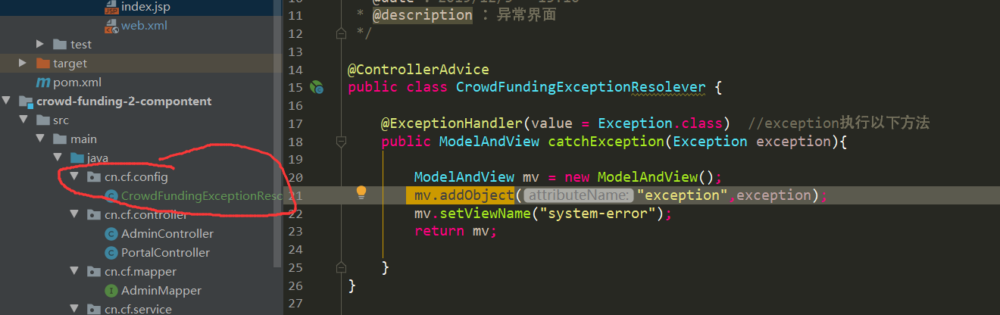 index.jsp
web.xml
test
target
pom.xml
crowd-funding-2-compontent
src
main
java
cn.cf.config
CrowdFundingExceptionResc
cn.cf.controller
AdminController
PortalController
cn.cf.mapper
AdminMapper
cn.cf.service
11 * @description : 异常界面
12 */
13
14 @ControllerAdvice
15 public class CrowdFundingExceptionResolever {
16
17 @ExceptionHandler(value = Exception.class) //exception执行以下方法
18 public ModelAndView catchException(Exception exception){
19
20 ModelAndView mv = new ModelAndView();
21 mv.addObject( attributeName: "exception",exception);
22 mv.setViewName("system-error");
23 return mv;
24
25 }
26 }
27